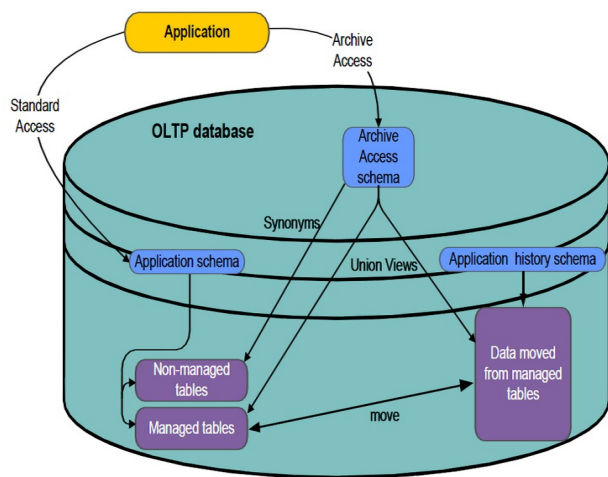 Application
Archive
Access
Standard
Access
OLTP database
Archive
Access
schema
Synonyms
Application schema
Union Views
Application history schema
Non-managed
tables
Managed tables
move
Data moved
from managed
tables